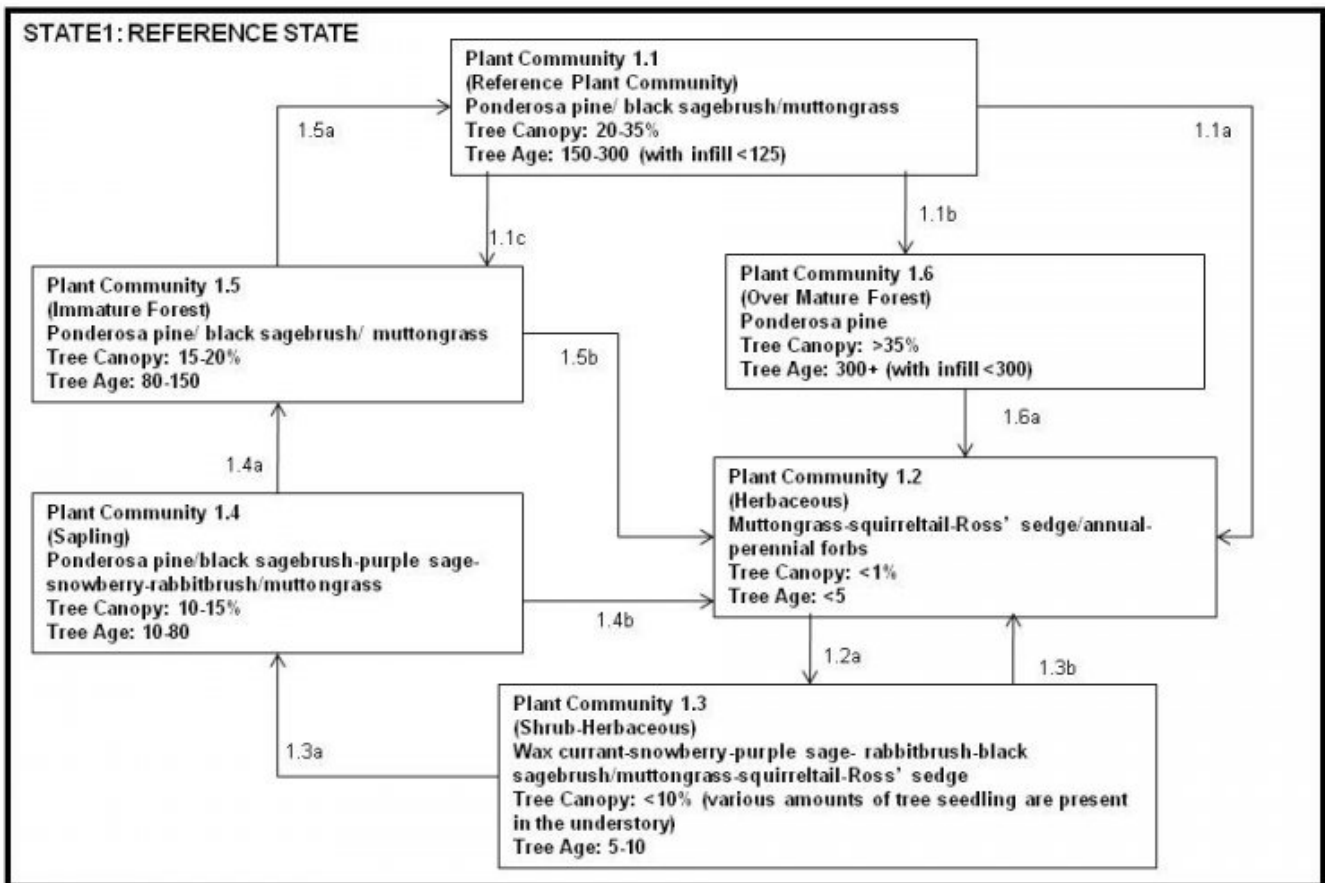 STATE1: REFERENCE STATE
Plant Community 1.1
(Reference Plant Community)
Ponderosa pine/ black sagebrush/muttongrass
Tree Canopy: 20-35%
Tree Age: 150-300 (with infill <125)
1.5a
1.1a
1.1b
1.1c
Plant Community 1.5
(Immature Forest)
Ponderosa pine/ black sagebrush/ muttongrass
Tree Canopy: 15-20%
Tree Age: 80-150
Plant Community 1.6
(Over Mature Forest)
Ponderosa pine
Tree Canopy: >35%
Tree Age: 300+ (with infill <300)
1.5b
1.6a
1.4a
Plant Community 1.4
(Sapling)
Ponderosa pine/black sagebrush-purple sage-
snowberry-rabbitbrush/muttongrass
Tree Canopy: 10-15%
Tree Age: 10-80
Plant Community 1.2
(Herbaceous)
Muttongrass-squirreltail-Ross' sedge/annual-
perennial forbs
Tree Canopy: <1%
Tree Age: <5
1.4b
1.2a
1.3b
1.3a
Plant Community 1.3
(Shrub-Herbaceous)
Wax currant-snowberry-purple sage- rabbitbrush-black
sagebrush/muttongrass-squirreltail-Ross' sedge
Tree Canopy: <10% (various amounts of tree seedling are present
in the understory)
Tree Age: 5-10